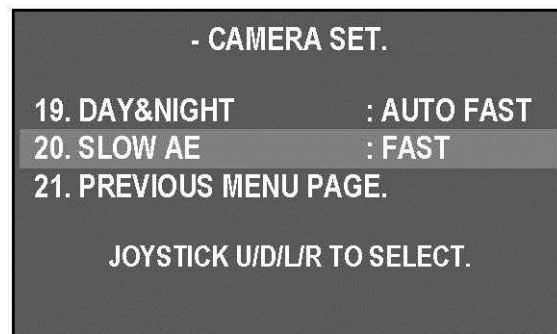 - CAMERA SET.
19. DAY&NIGHT : AUTO FAST
20. SLOW AE : FAST
21. PREVIOUS MENU PAGE.
JOYSTICK U/D/L/R TO SELECT.